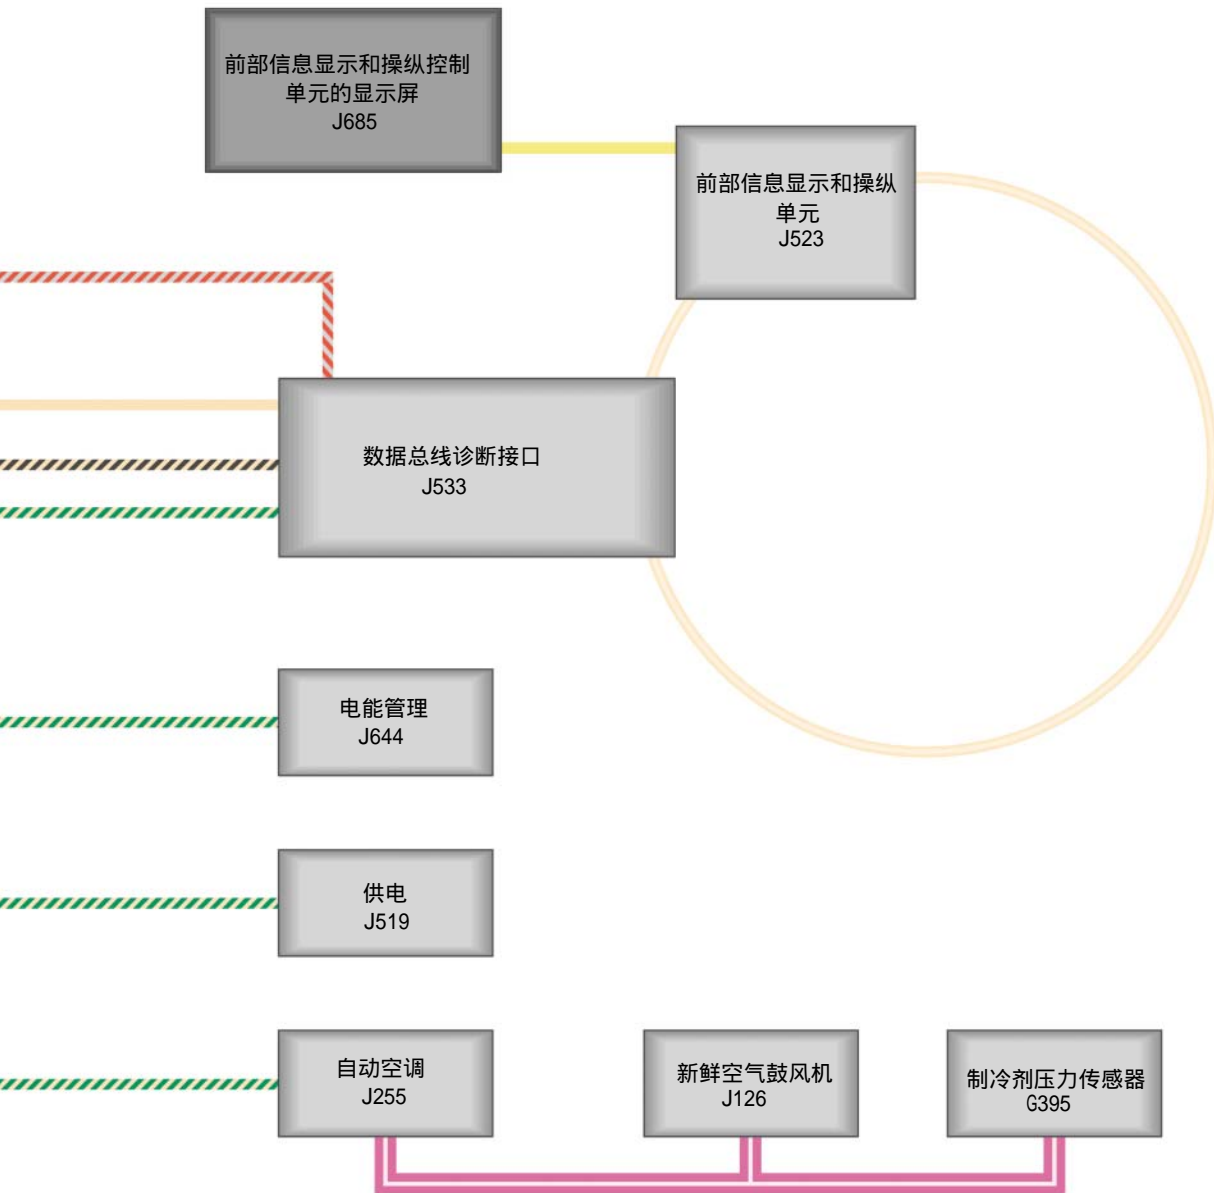 前部信息显示和操纵控制
单元的显示屏
J685
前部信息显示和操纵
单元
J523
数据总线诊断接口
J533
电能管理
J644
供电
J519
自动空调
J255
新鲜空气鼓风机
J126
制冷剂压力传感器
G395